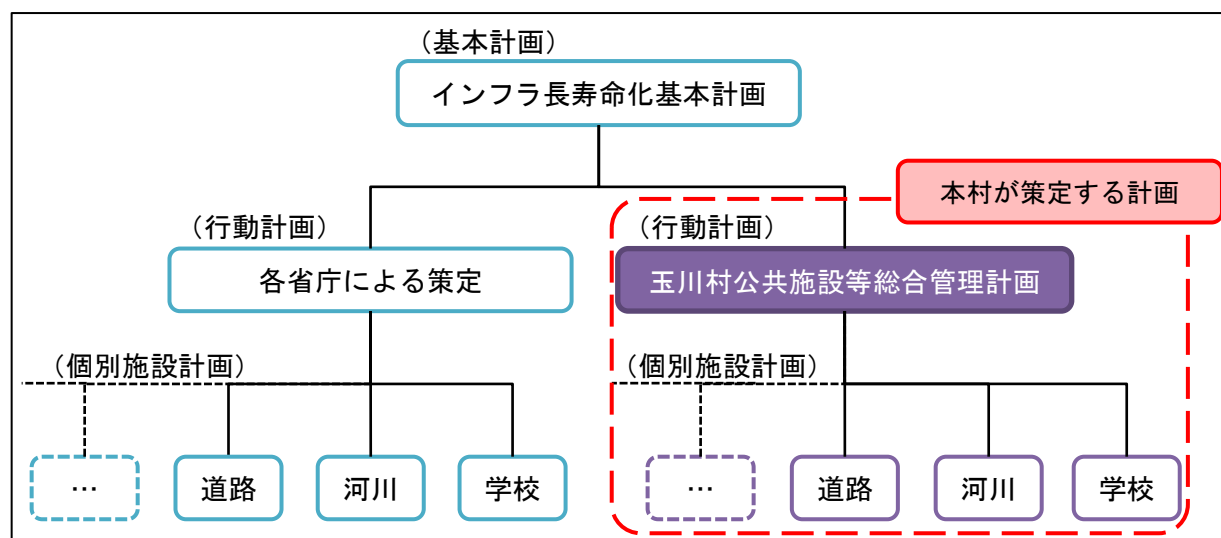 （基本計画）
インフラ長寿命化基本計画
本村が策定する計画
（行動計画）
各省庁による策定
（行動計画）
玉川村公共施設等総合管理計画
（個別施設計画）
…
道路
河川
学校
（個別施設計画）
…
道路
河川
学校